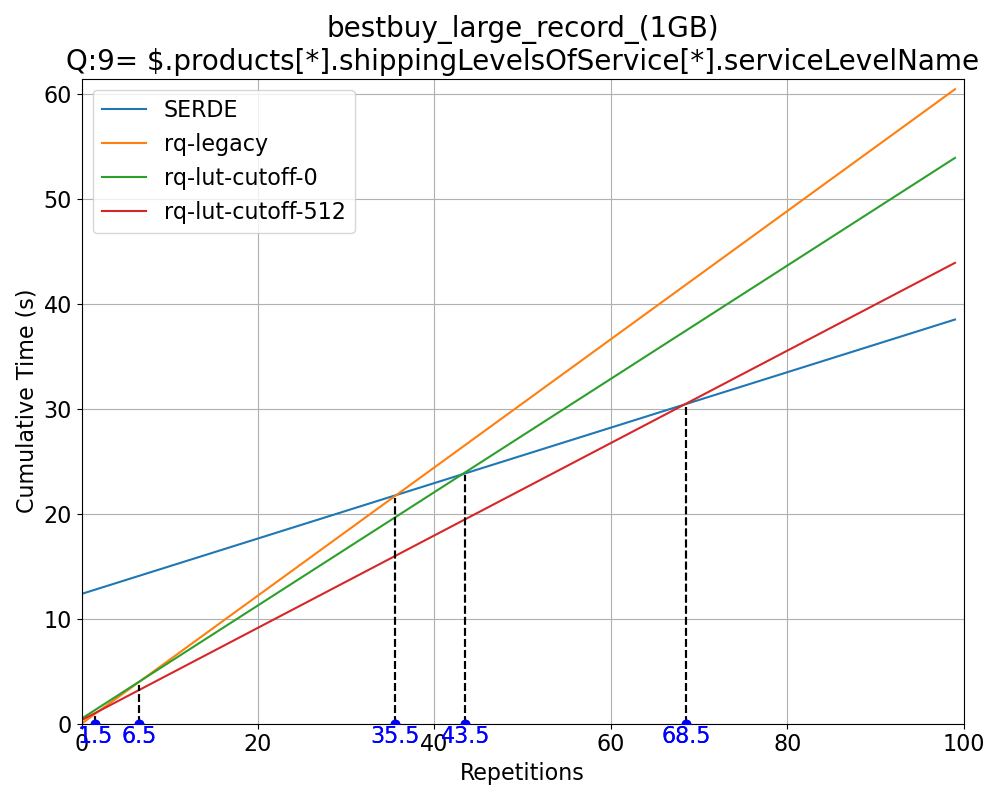 bestbuy_large_record_(1GB)
Q:9= $.products[*].shippingLevelsOfService[*].serviceLevelName
SERDE
rq-legacy
rq-lut-cutoff-0
rq-lut-cutoff-512
Cumulative Time (s)
60
50
40
30
20
10
0
0 20 40 60 80 100
1.5 6.5 35.5 43.5 68.5
Repetitions